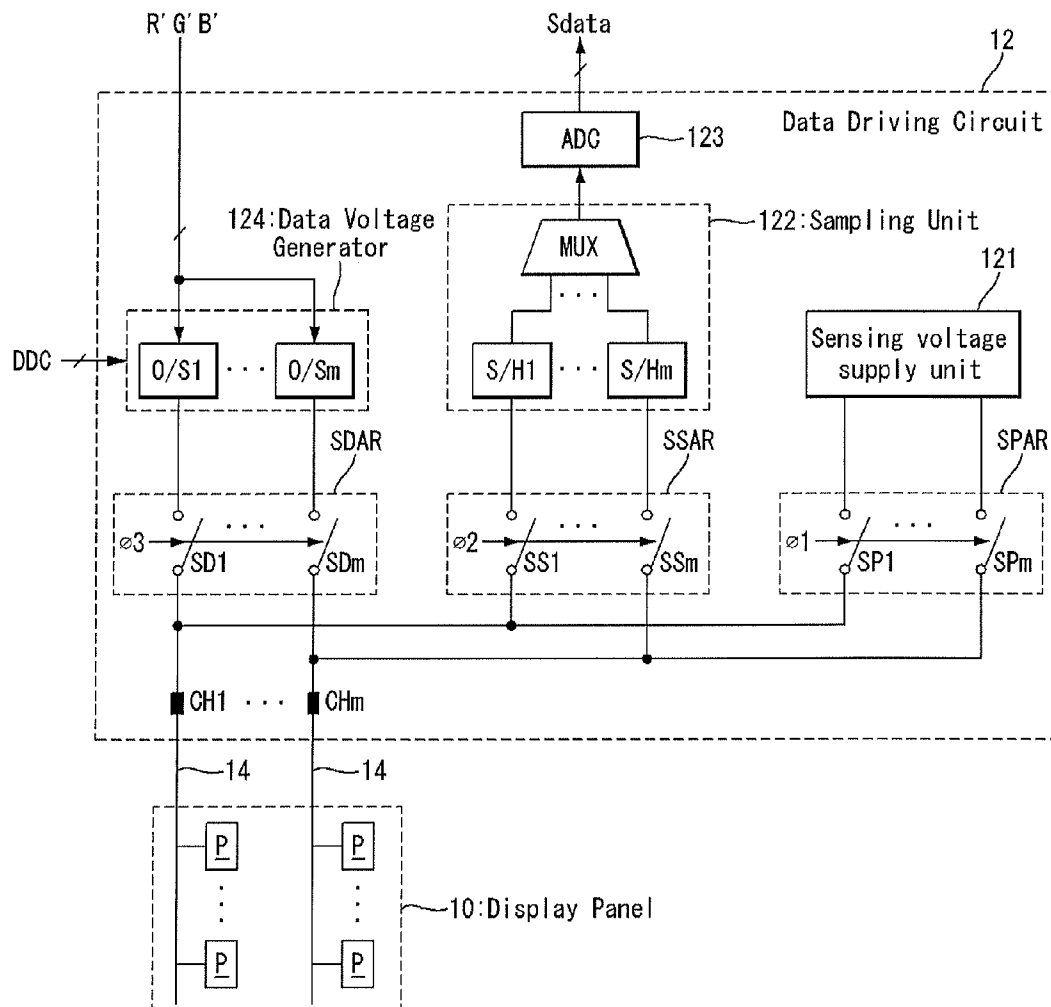 R'G'B'
Sdata
12
Data Driving Circuit
ADC
123
124:Data Voltage
Generator
MUX
122:Sampling Unit
121
DDC
O/S1
· · ·
O/Sm
S/H1
· · ·
S/Hm
Sensing voltage
supply unit
SDAR
SSAR
SPAR
ø3
SD1
· · ·
SDm
ø2
SS1
· · ·
SSm
ø1
SP1
· · ·
SPm
CH1
· · ·
CHm
14
14
P
P
10:Display Panel
P
P